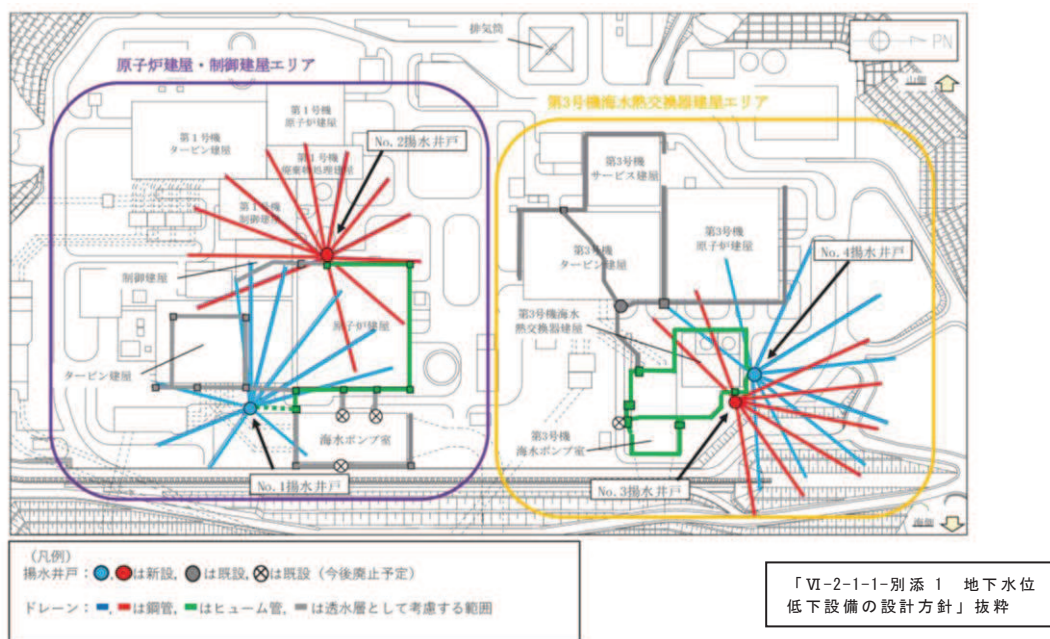 排気筒
PN
山側
原子炉建屋・制御建屋エリア
第3号機海水熱交換器建屋エリア
第1号機
タービン建屋
第1号機
原子炉建屋
No.2揚水井戸
第1号機
廃棄物処理建屋
第1号機
制御建屋
制御建屋
原子炉建屋
タービン建屋
海水ポンプ室
No.1揚水井戸
第3号機
サービス建屋
第3号機
原子炉建屋
第3号機
タービン建屋
No.4揚水井戸
第3号機海水
熱交換器建屋
第3号機
海水ポンプ室
No.3揚水井戸
海側
(凡例)
揚水井戸:●,●は新設,●は既設,⊗は既設(今後廃止予定)
ドレーン:■,■は鋼管,■はヒューム管,■は透水層として考慮する範囲
「Ⅵ-2-1-1-別添 1 地下水位
低下設備の設計方針」抜粋